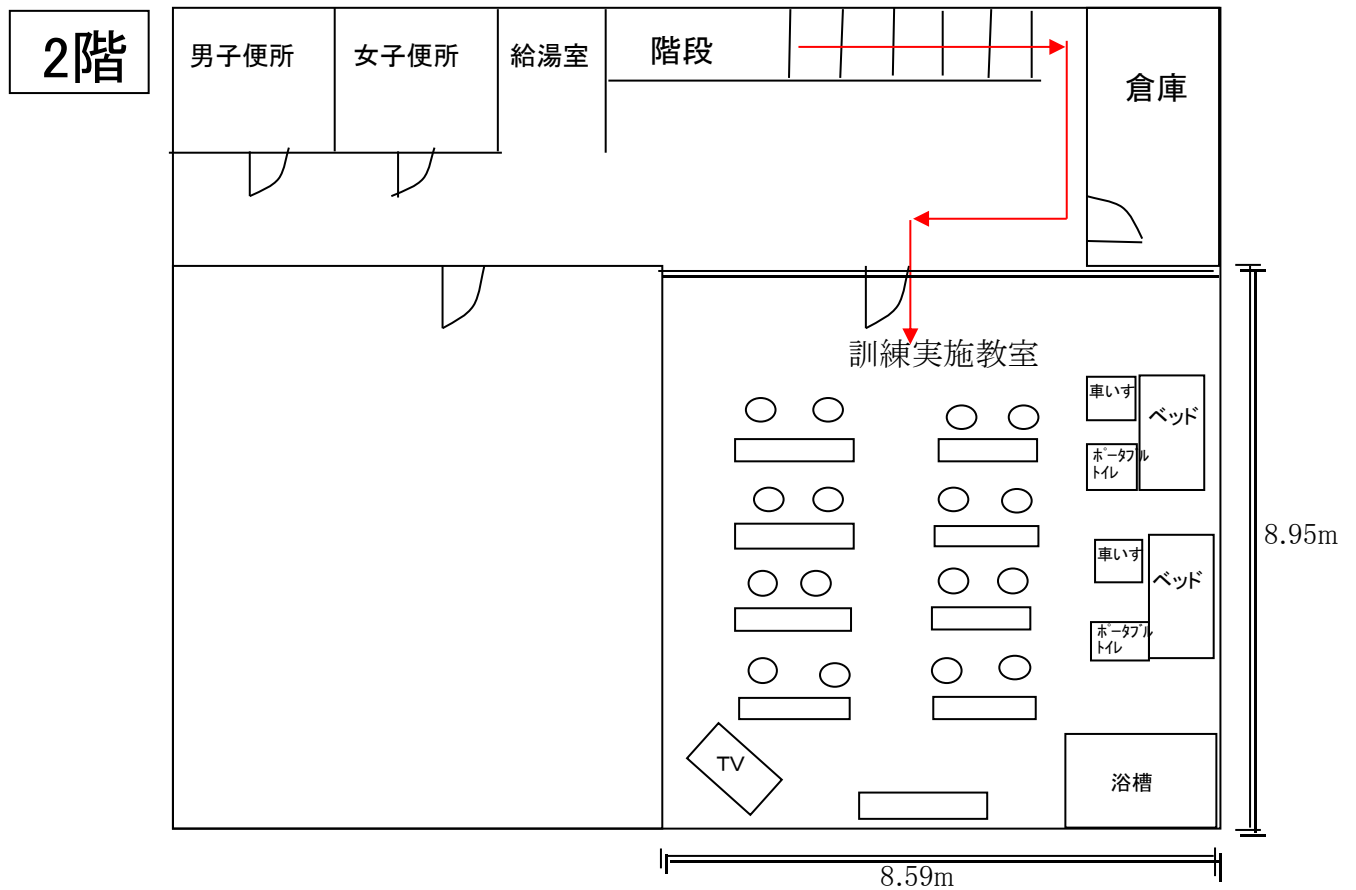 2階
男子便所
女子便所
給湯室
階段
倉庫
訓練実施教室
車いす
ベッド
ﾎﾟｰﾀﾌﾞﾙ
ﾄｲﾚ
車いす
ベッド
ﾎﾟｰﾀﾌﾞﾙ
ﾄｲﾚ
8.95m
TV
浴槽
8.59m